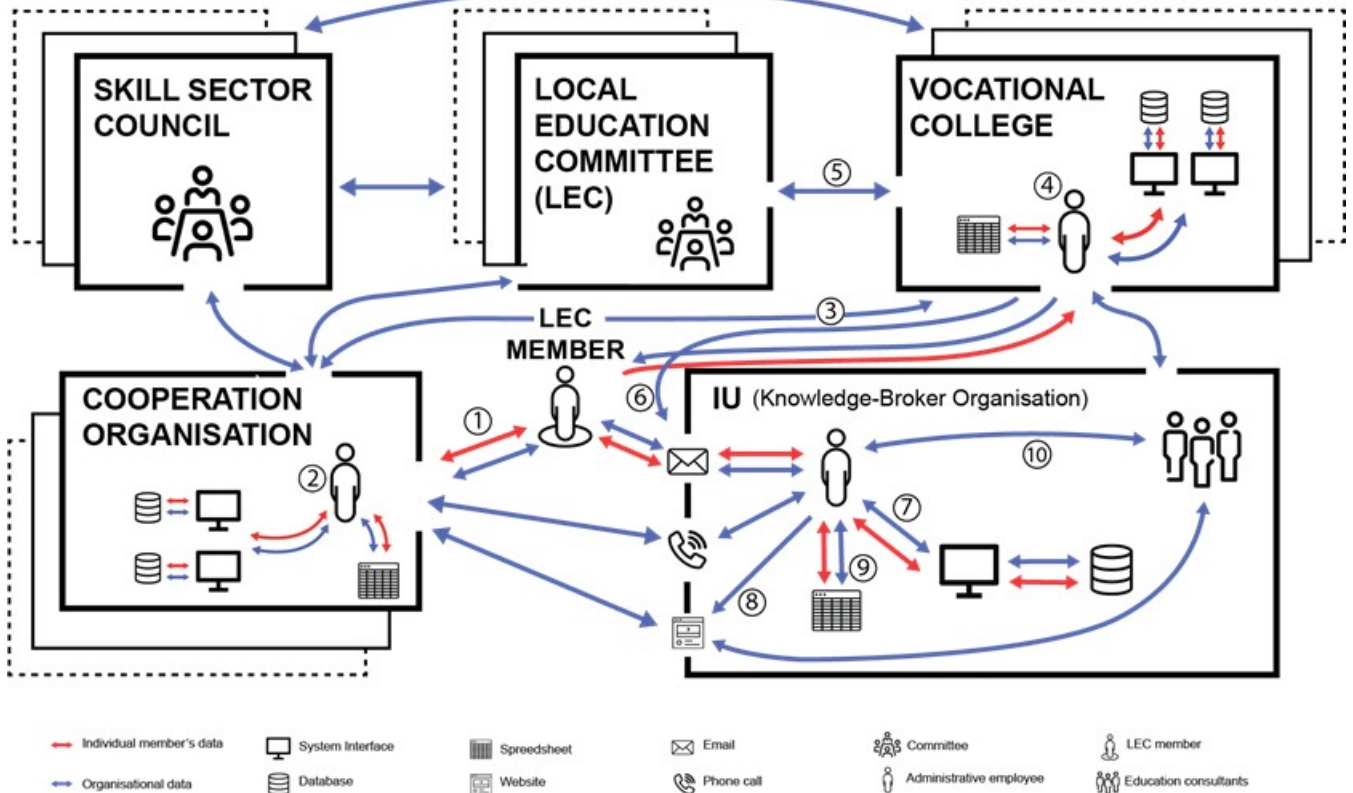 SKILL SECTOR
COUNCIL
LOCAL
EDUCATION
COMMITTEE
(LEC)
VOCATIONAL
COLLEGE
④
⑤
③
LEC
MEMBER
COOPERATION
ORGANISATION
②
①
⑥
IU (Knowledge-Broker Organisation)
⑩
⑦
⑨
⑧
Individual member's data
System Interface
Spreedsheet
Email
Committee
LEC member
Organisational data
Database
Website
Phone call
Administrative employee
Education consultants